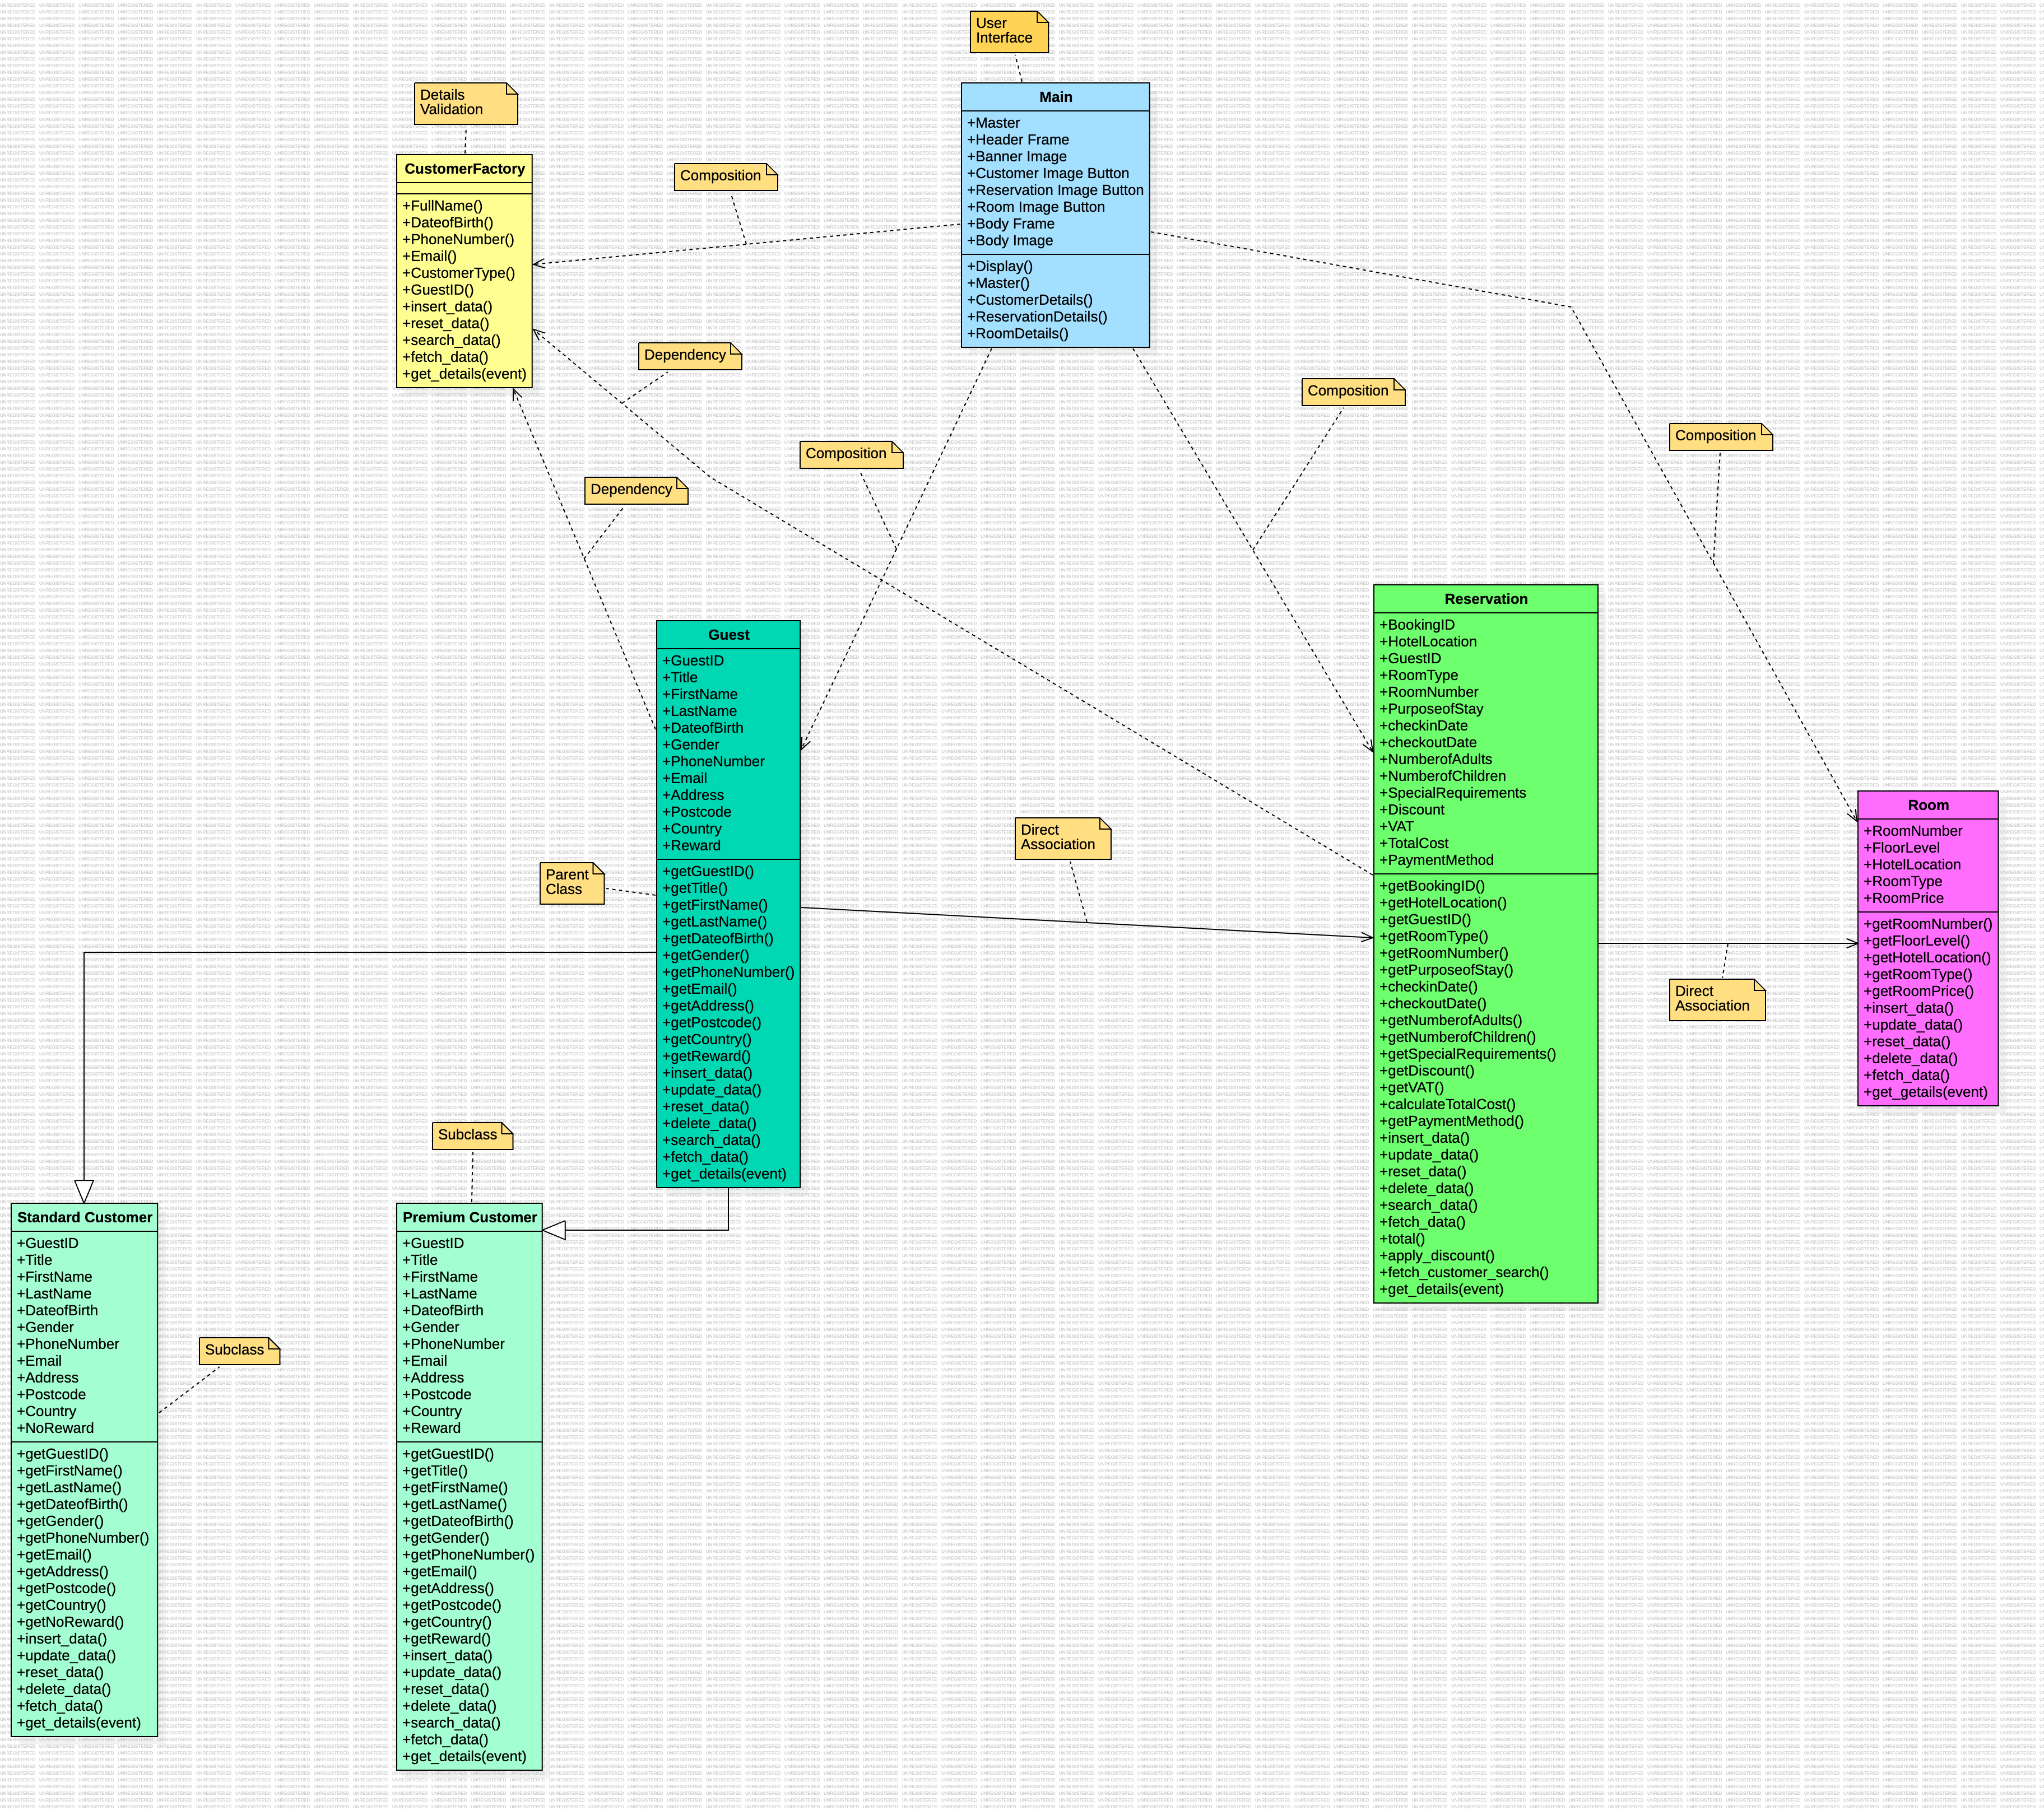 User
Interface
Details
Validation
Main
+Master
+Header Frame
+Banner Image
+Customer Image Button
+Reservation Image Button
+Room Image Button
+Body Frame
+Body Image
+Display()
+Master()
+CustomerDetails()
+ReservationDetails()
+RoomDetails()
CustomerFactory
+FullName()
+DateofBirth()
+PhoneNumber()
+Email()
+CustomerType()
+GuestID()
+insert_data()
+reset_data()
+search_data()
+fetch_data()
+get_details(event)
Composition
Dependency
Composition
Composition
Composition
Dependency
Guest
+GuestID
+Title
+FirstName
+LastName
+DateofBirth
+Gender
+PhoneNumber
+Email
+Address
+Postcode
+Country
+Reward
+getGuestID()
+getTitle()
+getFirstName()
+getLastName()
+getDateofBirth()
+getGender()
+getPhoneNumber()
+getEmail()
+getAddress()
+getPostcode()
+getCountry()
+getReward()
+insert_data()
+update_data()
+reset_data()
+delete_data()
+search_data()
+fetch_data()
+get_details(event)
Parent
Class
Direct
Association
Reservation
+BookingID
+HotelLocation
+GuestID
+RoomType
+RoomNumber
+PurposeofStay
+checkinDate
+checkoutDate
+NumberofAdults
+NumberofChildren
+SpecialRequirements
+Discount
+VAT
+TotalCost
+PaymentMethod
+getBookingID()
+getHotelLocation()
+getGuestID()
+getRoomType()
+getRoomNumber()
+getPurposeofStay()
+checkinDate()
+checkoutDate()
+getNumberofAdults()
+getNumberofChildren()
+getSpecialRequirements()
+getDiscount()
+getVAT()
+calculateTotalCost()
+getPaymentMethod()
+insert_data()
+update_data()
+reset_data()
+delete_data()
+search_data()
+fetch_data()
+total()
+apply_discount()
+fetch_customer_search()
+get_details(event)
Direct
Association
Room
+RoomNumber
+FloorLevel
+HotelLocation
+RoomType
+RoomPrice
+getRoomNumber()
+getFloorLevel()
+getHotelLocation()
+getRoomType()
+getRoomPrice()
+insert_data()
+update_data()
+reset_data()
+delete_data()
+fetch_data()
+get_getails(event)
Standard Customer
+GuestID
+Title
+FirstName
+LastName
+DateofBirth
+Gender
+PhoneNumber
+Email
+Address
+Postcode
+Country
+NoReward
+getGuestID()
+getFirstName()
+getLastName()
+getDateofBirth()
+getGender()
+getPhoneNumber()
+getEmail()
+getAddress()
+getPostcode()
+getCountry()
+getNoReward()
+insert_data()
+update_data()
+reset_data()
+delete_data()
+fetch_data()
+get_details(event)
Subclass
Subclass
Premium Customer
+GuestID
+Title
+FirstName
+LastName
+DateofBirth
+Gender
+PhoneNumber
+Email
+Address
+Postcode
+Country
+Reward
+getGuestID()
+getTitle()
+getFirstName()
+getLastName()
+getDateofBirth()
+getGender()
+getPhoneNumber()
+getEmail()
+getAddress()
+getPostcode()
+getCountry()
+getReward()
+insert_data()
+update_data()
+reset_data()
+delete_data()
+search_data()
+fetch_data()
+get_details(event)